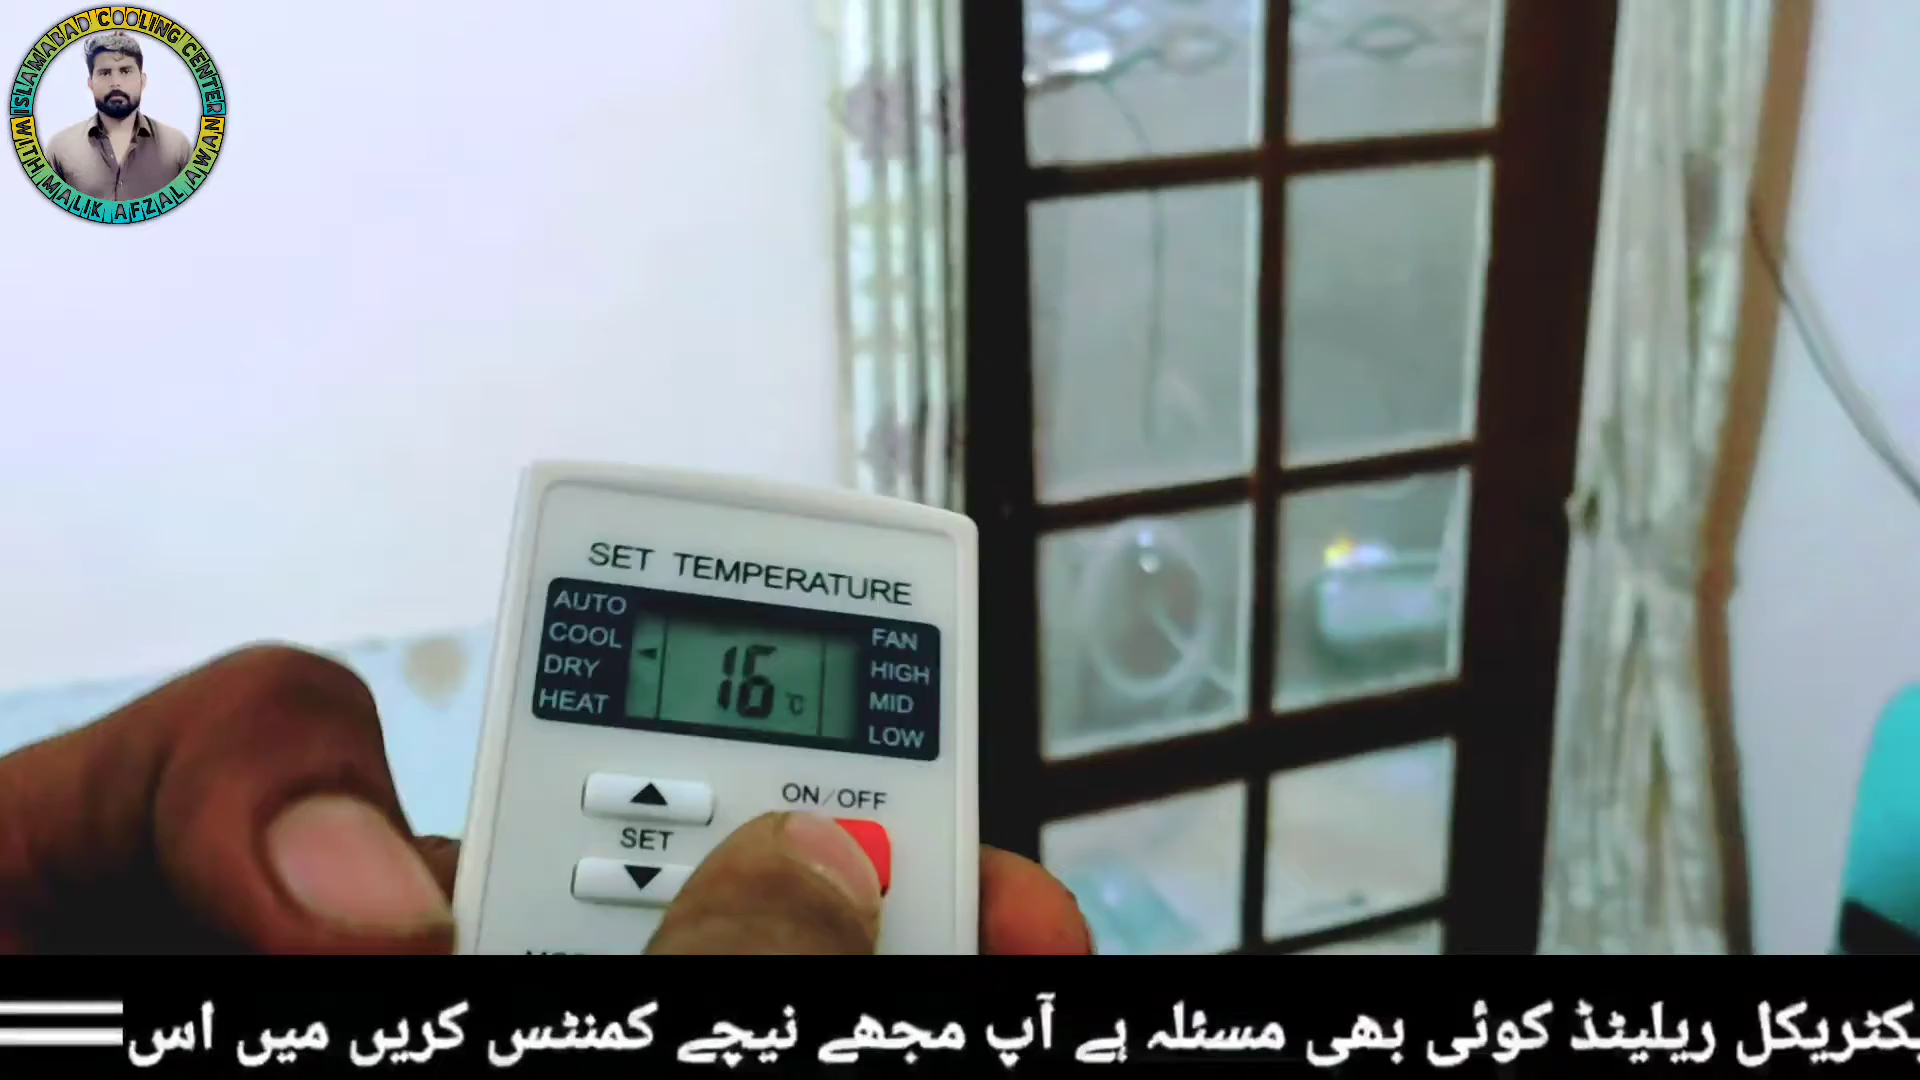 ISLAMABAD COOLING CENTER
WITH MALIK AFZAL AWAN
SET TEMPERATURE
AUTO
COOL
DRY
HEAT
16 °C
FAN
HIGH
MID
LOW
ON/OFF
SET
ریلیٹڈ کوئی بھی مسئلہ ہے آپ مجھے نیچے کمنٹس کریں میں اس